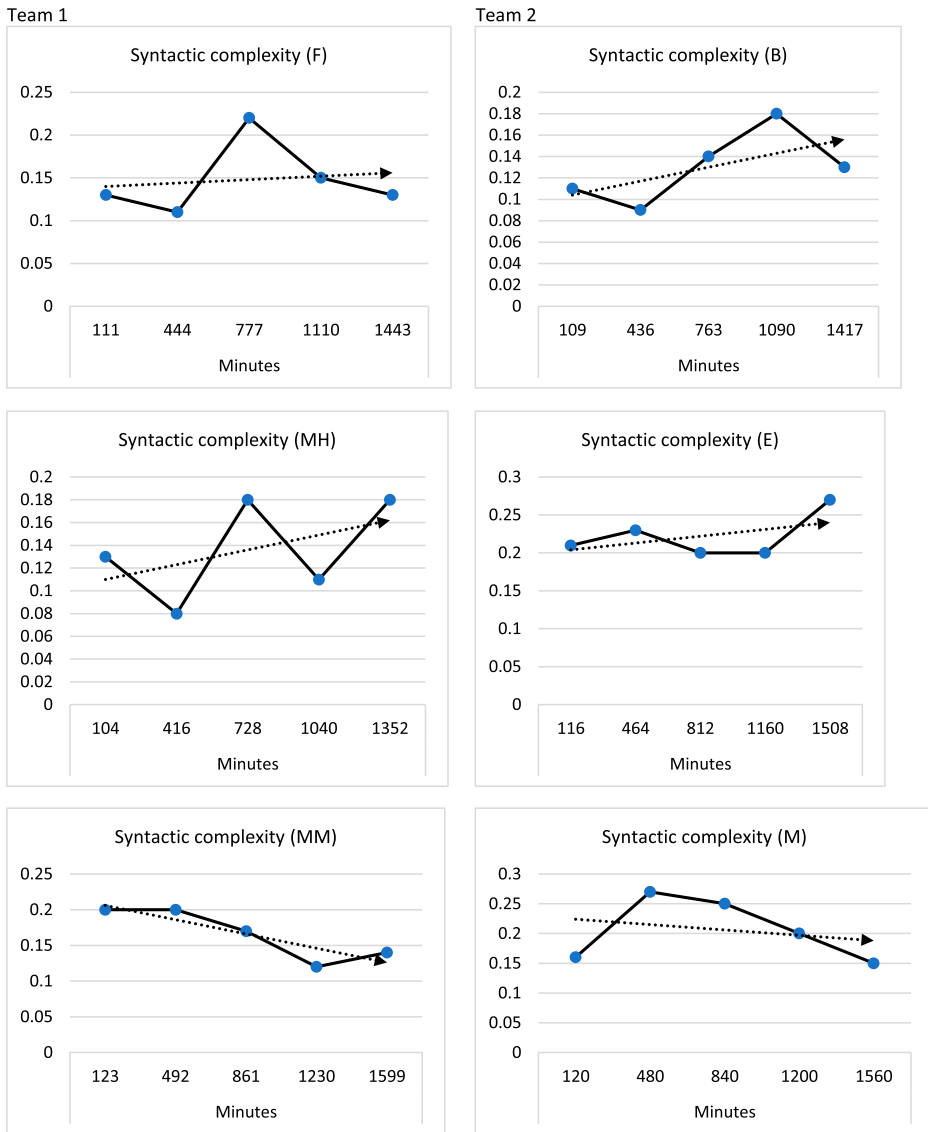 Team 1
Team 2
Syntactic complexity (F)
0.25
0.2
0.15
0.1
0.05
0
111 444 777 1110 1443
Minutes
Syntactic complexity (B)
0.2
0.18
0.16
0.14
0.12
0.1
0.08
0.06
0.04
0.02
0
109 436 763 1090 1417
Minutes
Syntactic complexity (MH)
0.2
0.18
0.16
0.14
0.12
0.1
0.08
0.06
0.04
0.02
0
104 416 728 1040 1352
Minutes
Syntactic complexity (E)
0.3
0.25
0.2
0.15
0.1
0.05
0
116 464 812 1160 1508
Minutes
Syntactic complexity (MM)
0.25
0.2
0.15
0.1
0.05
0
123 492 861 1230 1599
Minutes
Syntactic complexity (M)
0.3
0.25
0.2
0.15
0.1
0.05
0
120 480 840 1200 1560
Minutes